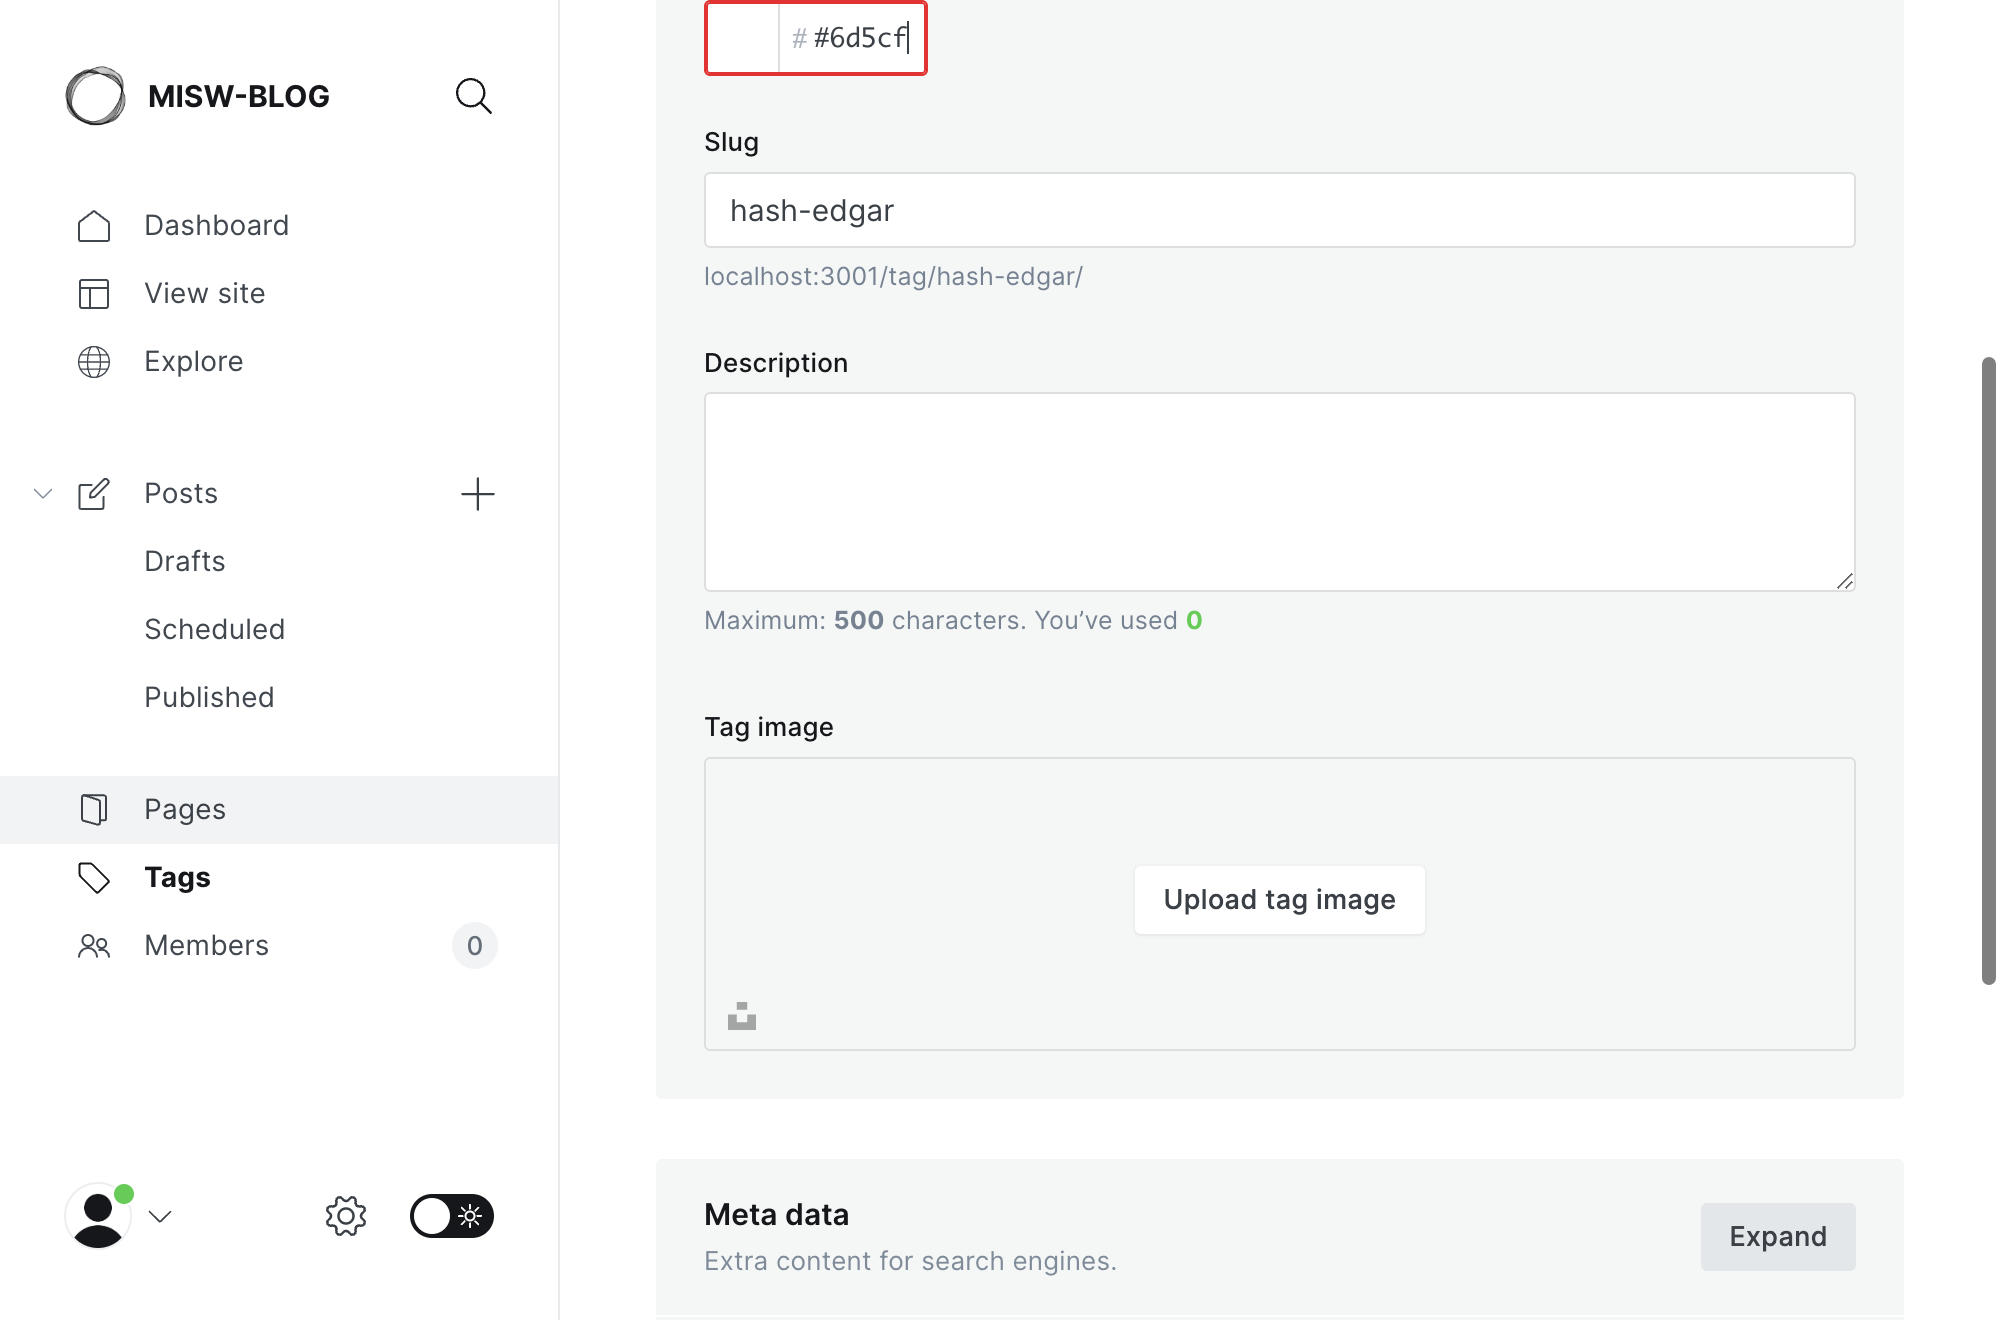 MISW-BLOG
Dashboard
View site
Explore
Posts
Drafts
Scheduled
Published
Pages
Tags
Members 0
# #6d5cf
Slug
hash-edgar
localhost:3001/tag/hash-edgar/
Description
Maximum: 500 characters. You’ve used 0
Tag image
Upload tag image
Meta data
Extra content for search engines.
Expand